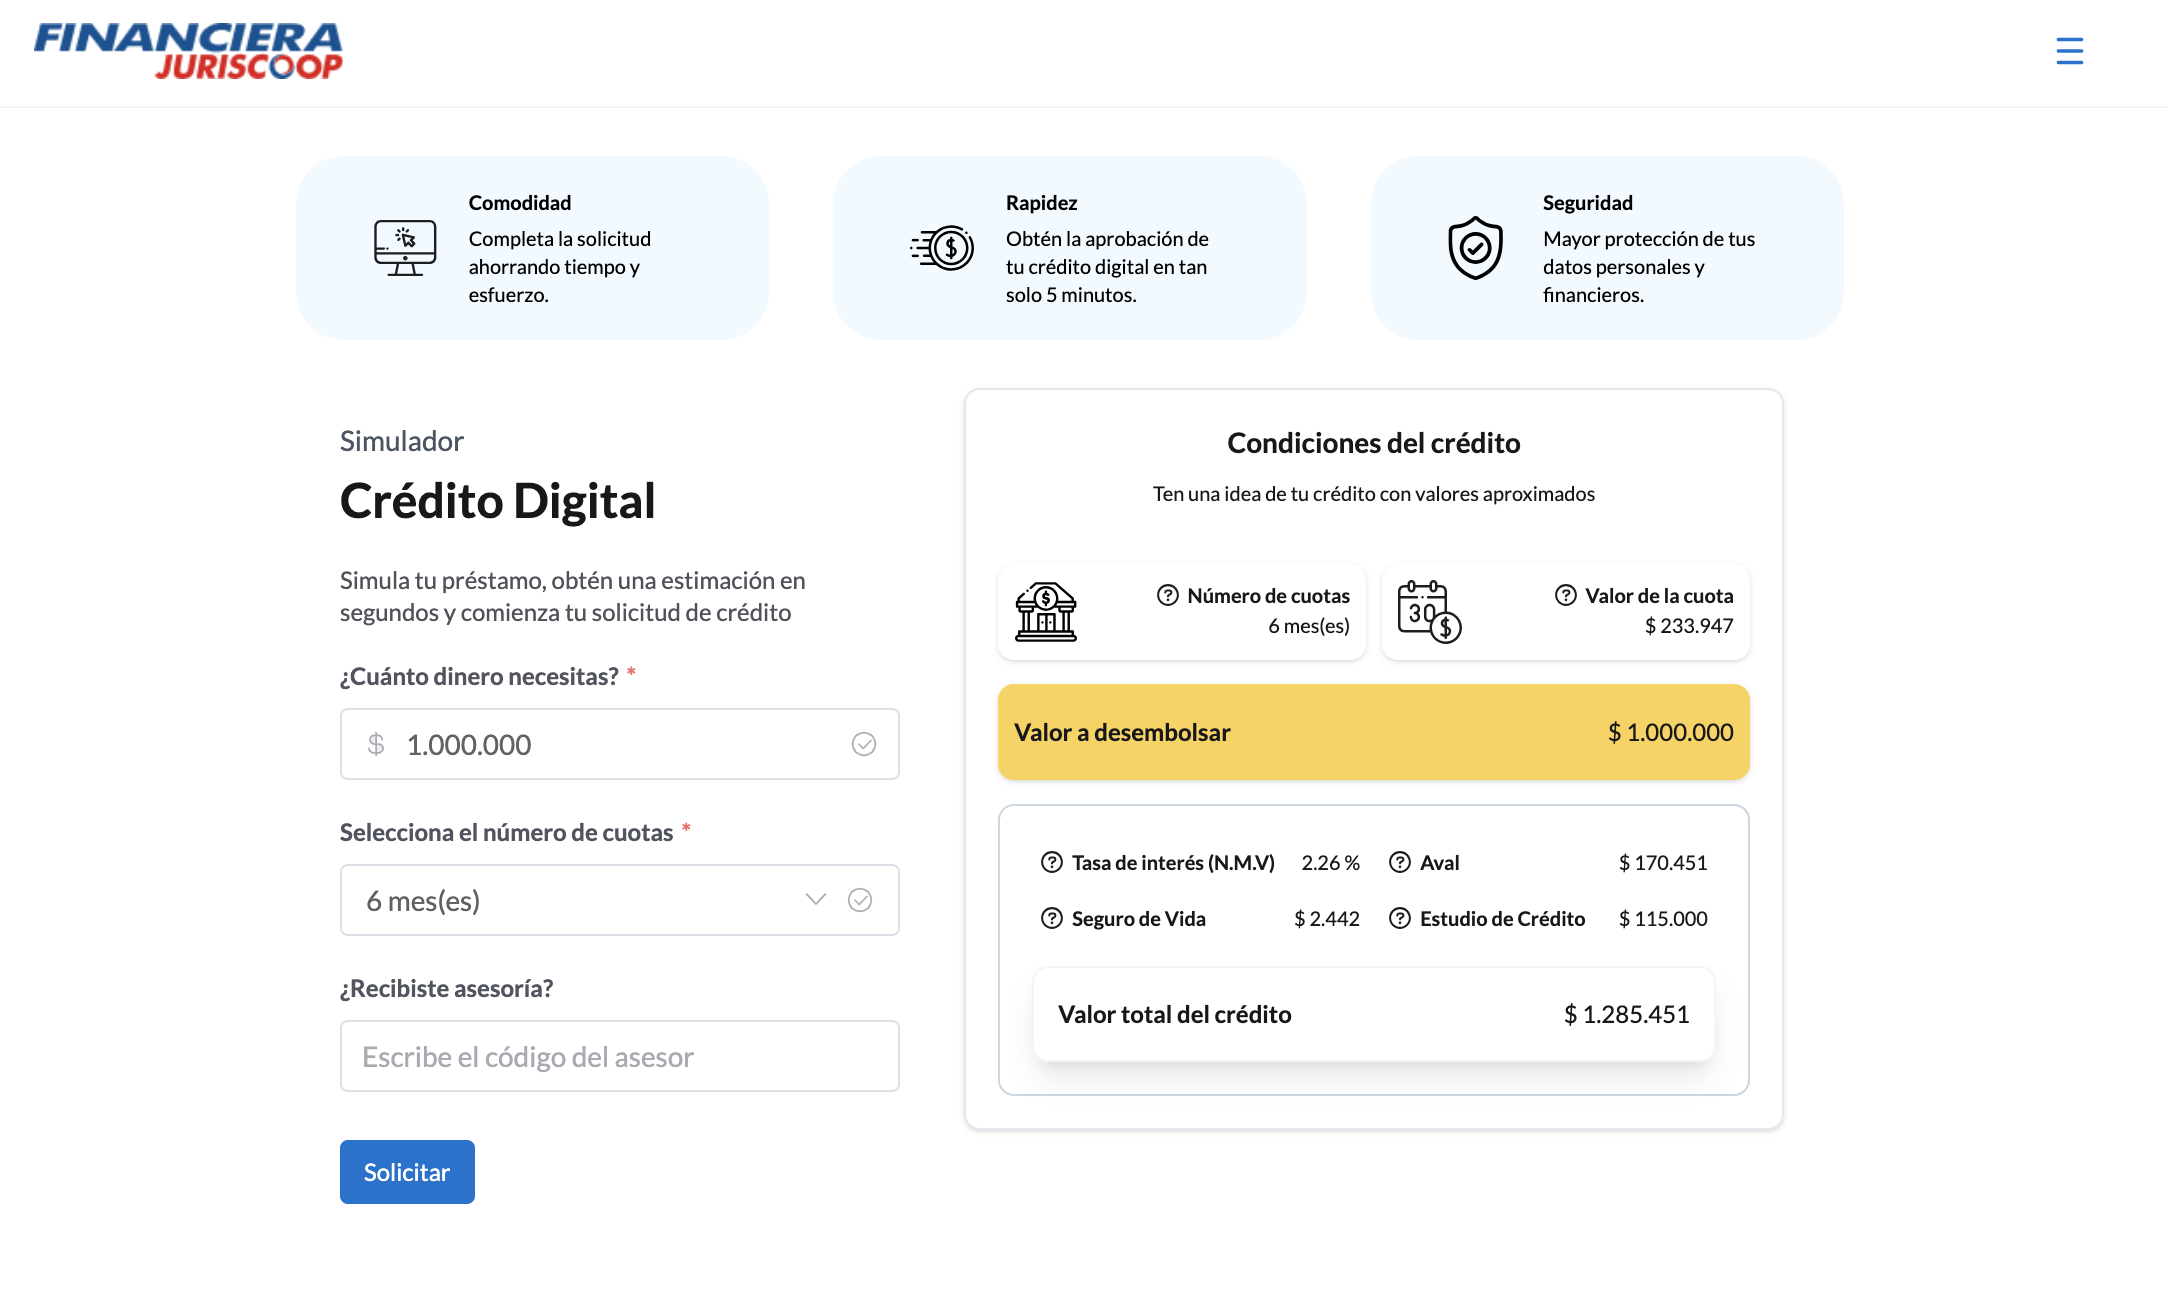 FINANCIERA
JURISCOOP
Comodidad
Completa la solicitud
ahorrando tiempo y
esfuerzo.
Rapidez
Obtén la aprobación de
tu crédito digital en tan
solo 5 minutos.
Seguridad
Mayor protección de tus
datos personales y
financieros.
Simulador
Crédito Digital
Simula tu préstamo, obtén una estimación en
segundos y comienza tu solicitud de crédito
¿Cuánto dinero necesitas? *
$ 1.000.000
Selecciona el número de cuotas *
6 mes(es)
¿Recibiste asesoría?
Escribe el código del asesor
Solicitar
Condiciones del crédito
Ten una idea de tu crédito con valores aproximados
Número de cuotas
6 mes(es)
30
Valor de la cuota
$ 233.947
Valor a desembolsar $ 1.000.000
Tasa de interés (N.M.V) 2.26 % Aval $ 170.451
Seguro de Vida $ 2.442 Estudio de Crédito $ 115.000
Valor total del crédito $ 1.285.451